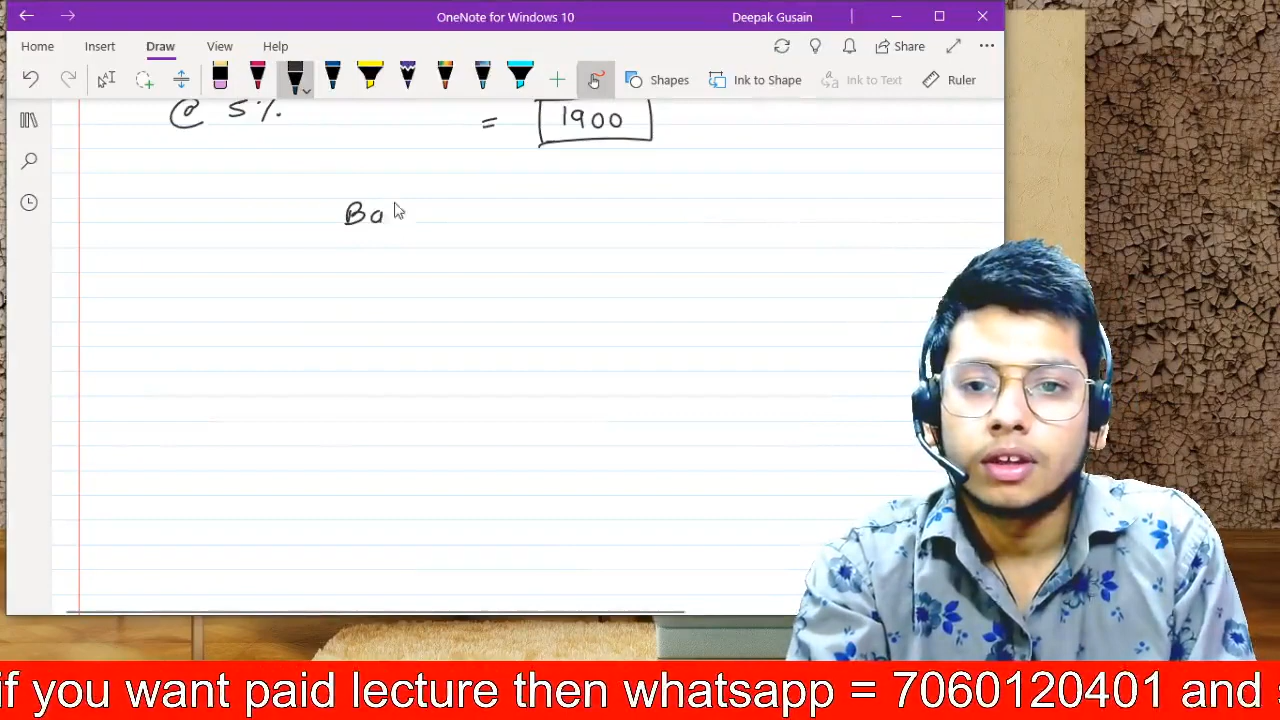 OneNote for Windows 10
Deepak Gusain
Home Insert Draw View Help
Share
Shapes Ink to Shape Ink to Text Ruler
@ 5%
= 1900
Ba
if you want paid lecture then whatsapp = 7060120401 and